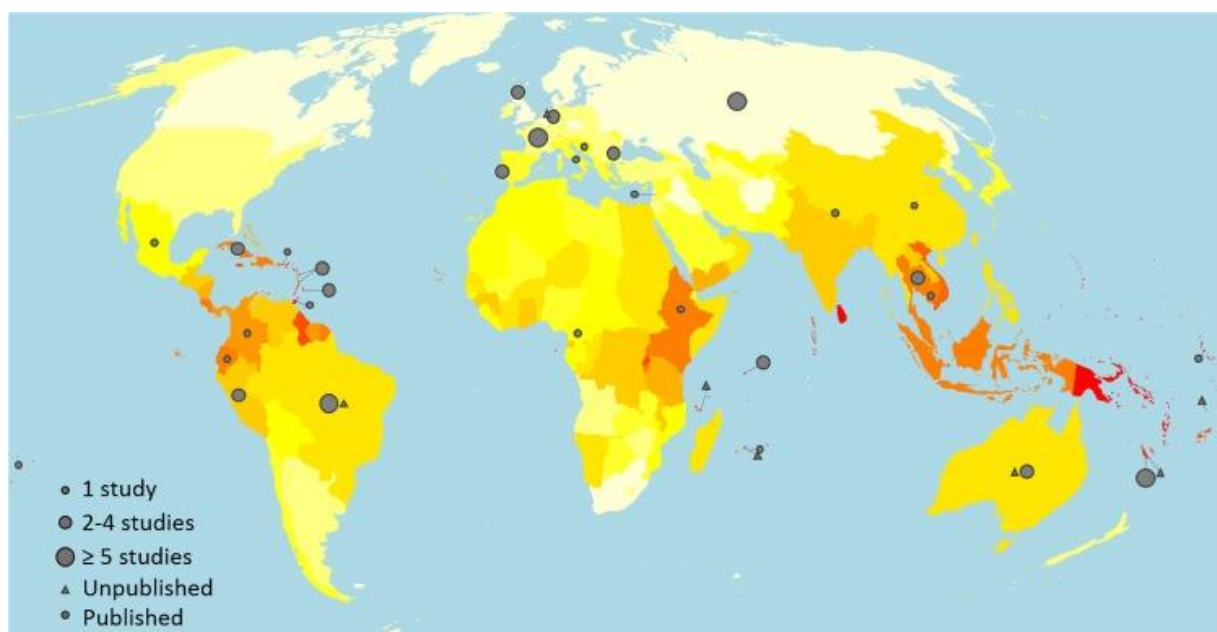 1 study
2-4 studies
≥ 5 studies
Unpublished
Published